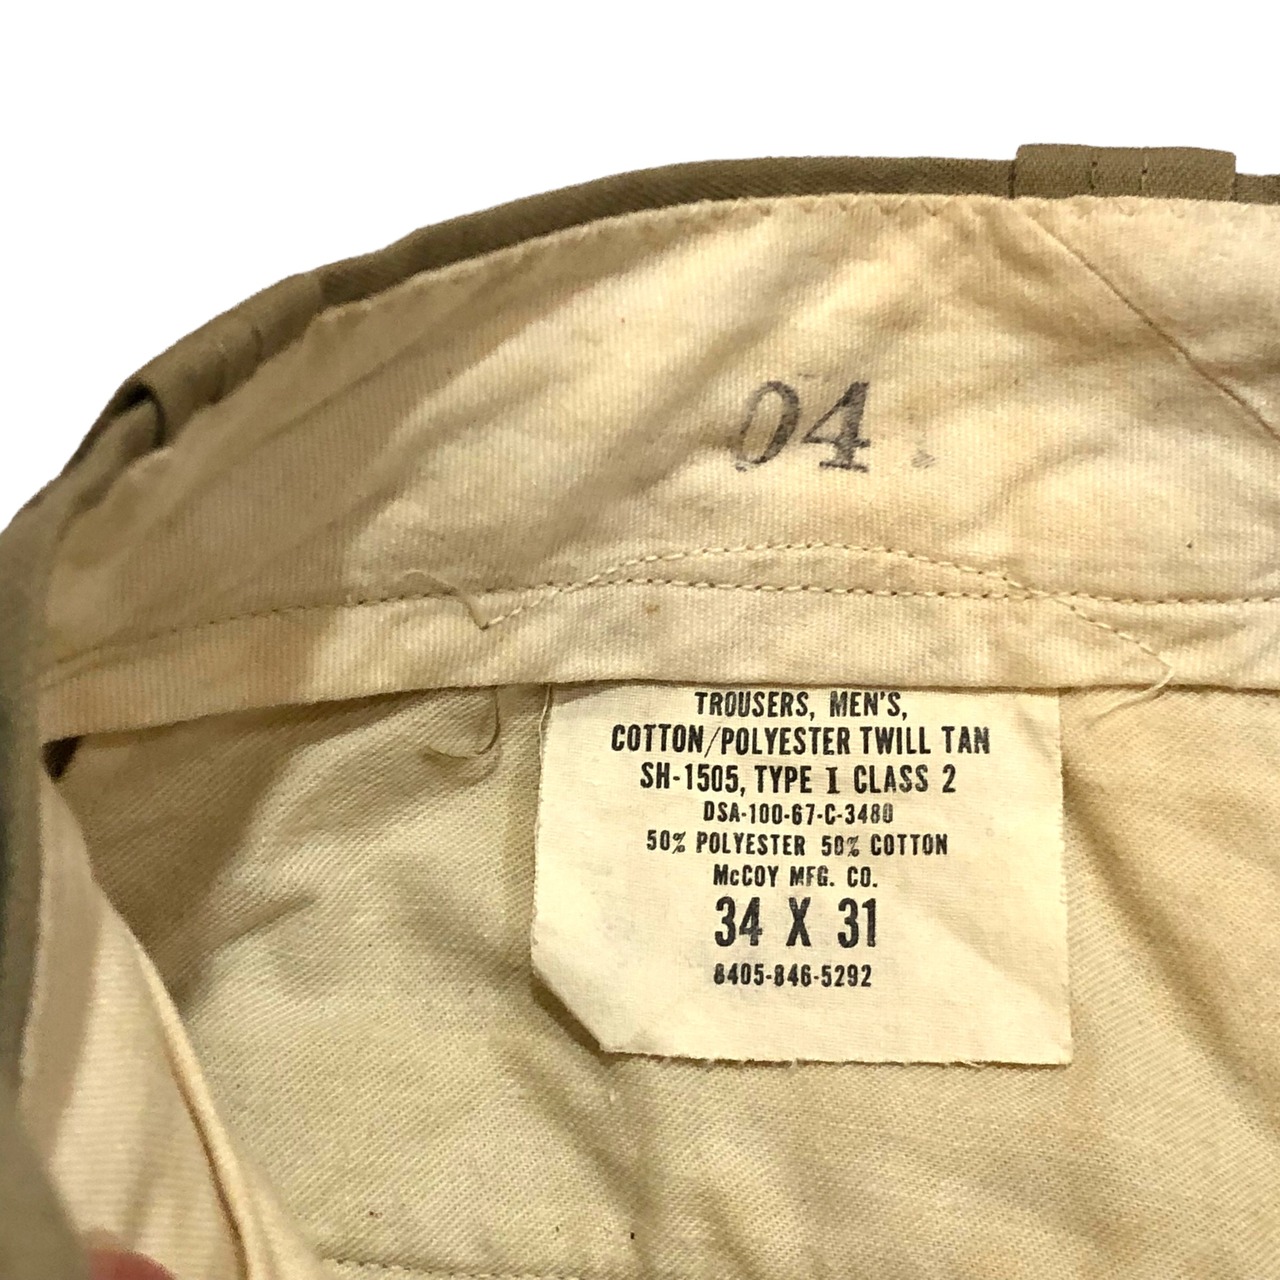 04
TROUSERS, MEN'S,
COTTON/POLYESTER TWILL TAN
SH-1505, TYPE I CLASS 2
DSA-100-67-C-3480
50% POLYESTER 50% COTTON
McCOY MFG. CO.
34 X 31
8405-846-5292